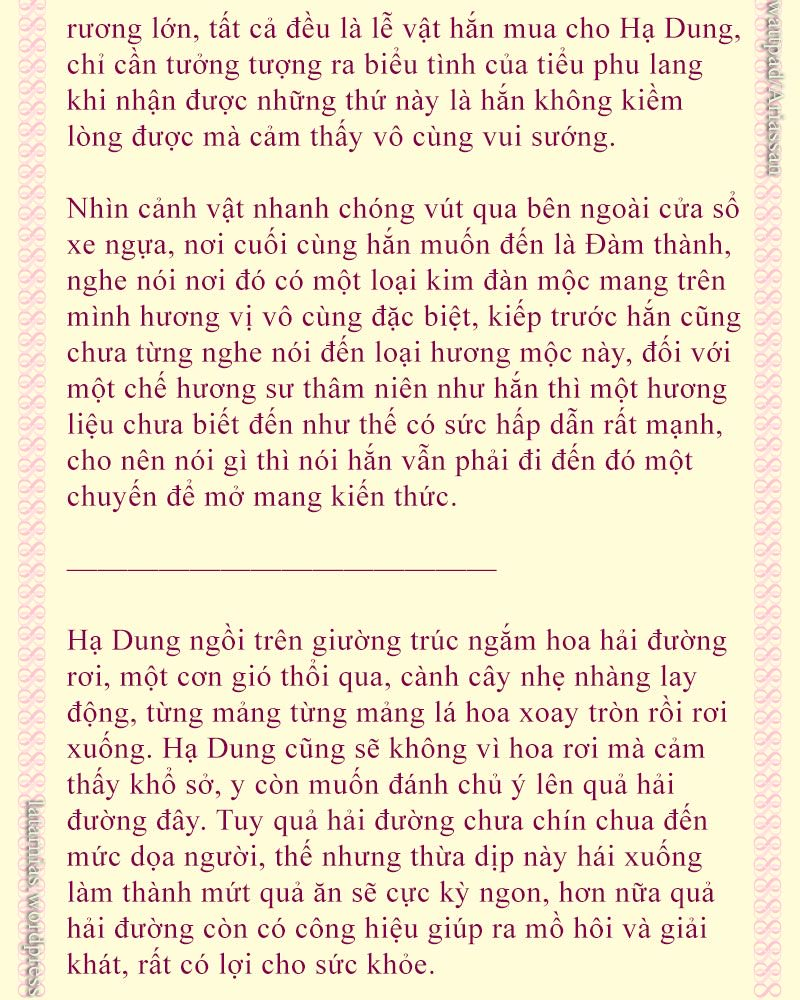 rương lớn, tất cả đều là lễ vật hắn mua cho Hạ Dung,
chỉ cần tưởng tượng ra biểu tình của tiểu phu lang
khi nhận được những thứ này là hắn không kiềm
lòng được mà cảm thấy vô cùng vui sướng.
Nhìn cảnh vật nhanh chóng vút qua bên ngoài cửa sổ
xe ngựa, nơi cuối cùng hắn muốn đến là Đàm thành,
nghe nói nơi đó có một loại kim đàn mộc mang trên
mình hương vị vô cùng đặc biệt, kiếp trước hắn cũng
chưa từng nghe nói đến loại hương mộc này, đối với
một chế hương sư thâm niên như hắn thì một hương
liệu chưa biết đến như thế có sức hấp dẫn rất mạnh,
cho nên nói gì thì nói hắn vẫn phải đi đến đó một
chuyến để mở mang kiến thức.
Hạ Dung ngồi trên giường trúc ngắm hoa hải đường
rơi, một cơn gió thổi qua, cành cây nhẹ nhàng lay
động, từng mảng từng mảng lá hoa xoay tròn rồi rơi
xuống. Hạ Dung cũng sẽ không vì hoa rơi mà cảm
thấy khổ sở, y còn muốn đánh chủ ý lên quả hải
đường đây. Tuy quả hải đường chưa chín chua đến
mức dọa người, thế nhưng thừa dịp này hái xuống
làm thành mứt quả ăn sẽ cực kỳ ngon, hơn nữa quả
hải đường còn có công hiệu giúp ra mồ hôi và giải
khát, rất có lợi cho sức khỏe.
wattpad/Ariassan
latarnias.wordpress